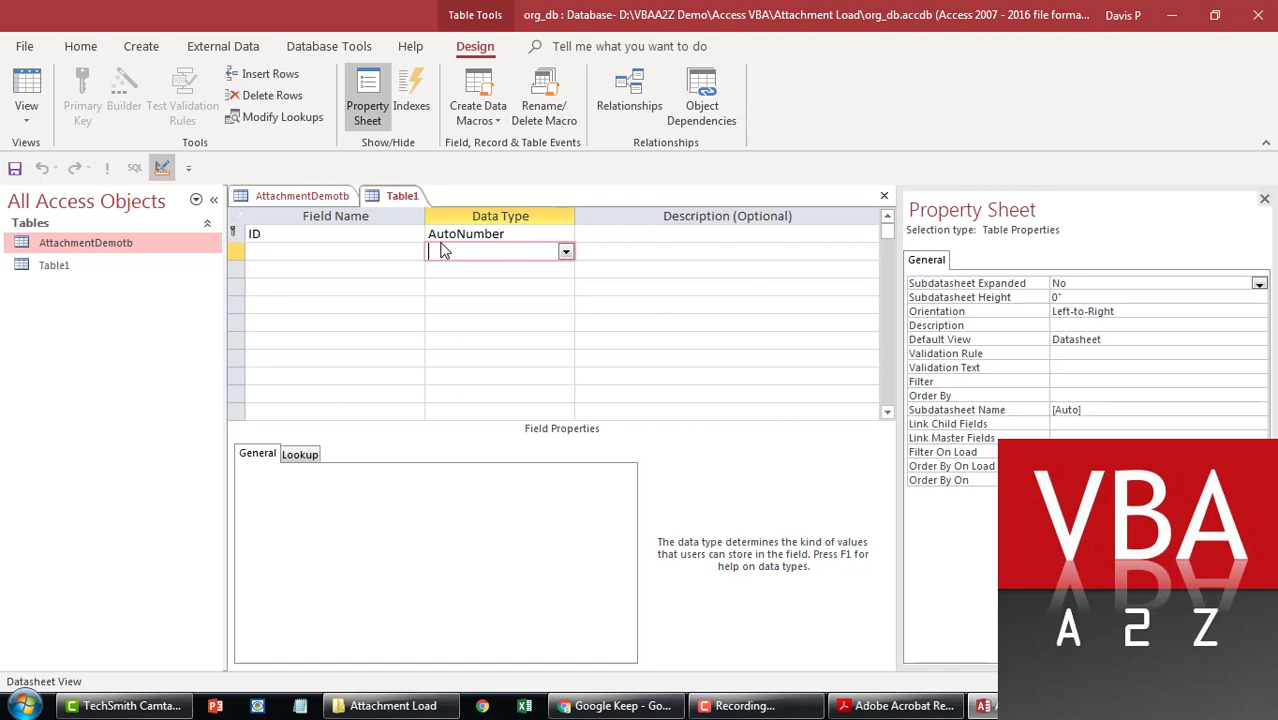 Table Tools
org_db : Database- D:\VBAA2Z Demo\Access VBA\Attachment Load\org_db.accdb (Access 2007 - 2016 file forma...
Davis P
File
Home
Create
External Data
Database Tools
Help
Design
Tell me what you want to do
View
Primary Key
Builder
Test Validation Rules
Insert Rows
Delete Rows
Modify Lookups
Property Sheet
Indexes
Create Data Macros
Rename/ Delete Macro
Relationships
Object Dependencies
Views
Tools
Show/Hide
Field, Record & Table Events
Relationships
SQL
All Access Objects
Tables
AttachmentDemotb
Table1
AttachmentDemotb
Table1
Field Name
Data Type
Description (Optional)
ID
AutoNumber
Field Properties
General
Lookup
The data type determines the kind of values
that users can store in the field. Press F1 for
help on data types.
Property Sheet
Selection type: Table Properties
General
Subdatasheet Expanded No
Subdatasheet Height 0"
Orientation Left-to-Right
Description
Default View Datasheet
Validation Rule
Validation Text
Filter
Order By
Subdatasheet Name [Auto]
Link Child Fields
Link Master Fields
Filter On Load
Order By On Load
Order By On
VBA
A 2 Z
Datasheet View
TechSmith Camta...
Attachment Load
Google Keep - Goo...
Recording...
Adobe Acrobat Re...